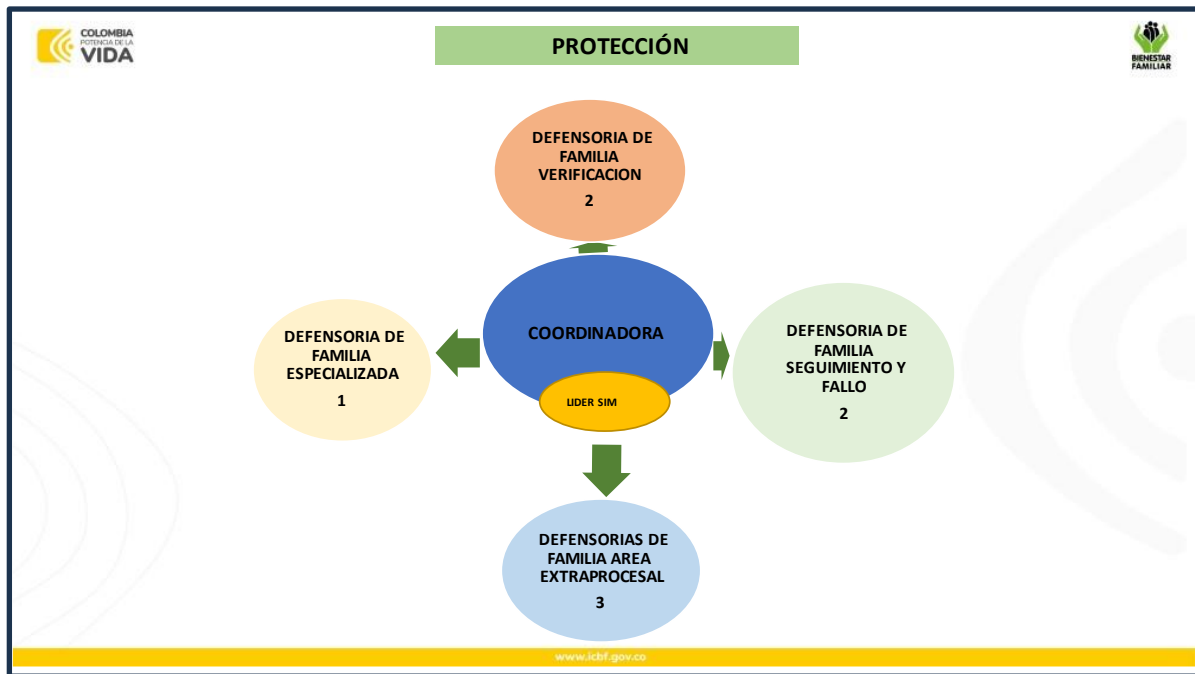 COLOMBIA
POTENCIA DE LA
VIDA
PROTECCIÓN
BIENESTAR
FAMILIAR
DEFENSORIA DE
FAMILIA
VERIFICACION
2
DEFENSORIA DE
FAMILIA
ESPECIALIZADA
1
COORDINADORA
LIDER SIM
DEFENSORIA DE
FAMILIA
SEGUIMIENTO Y
FALLO
2
DEFENSORIAS DE
FAMILIA AREA
EXTRAPROCESAL
3
www.icbf.gov.co